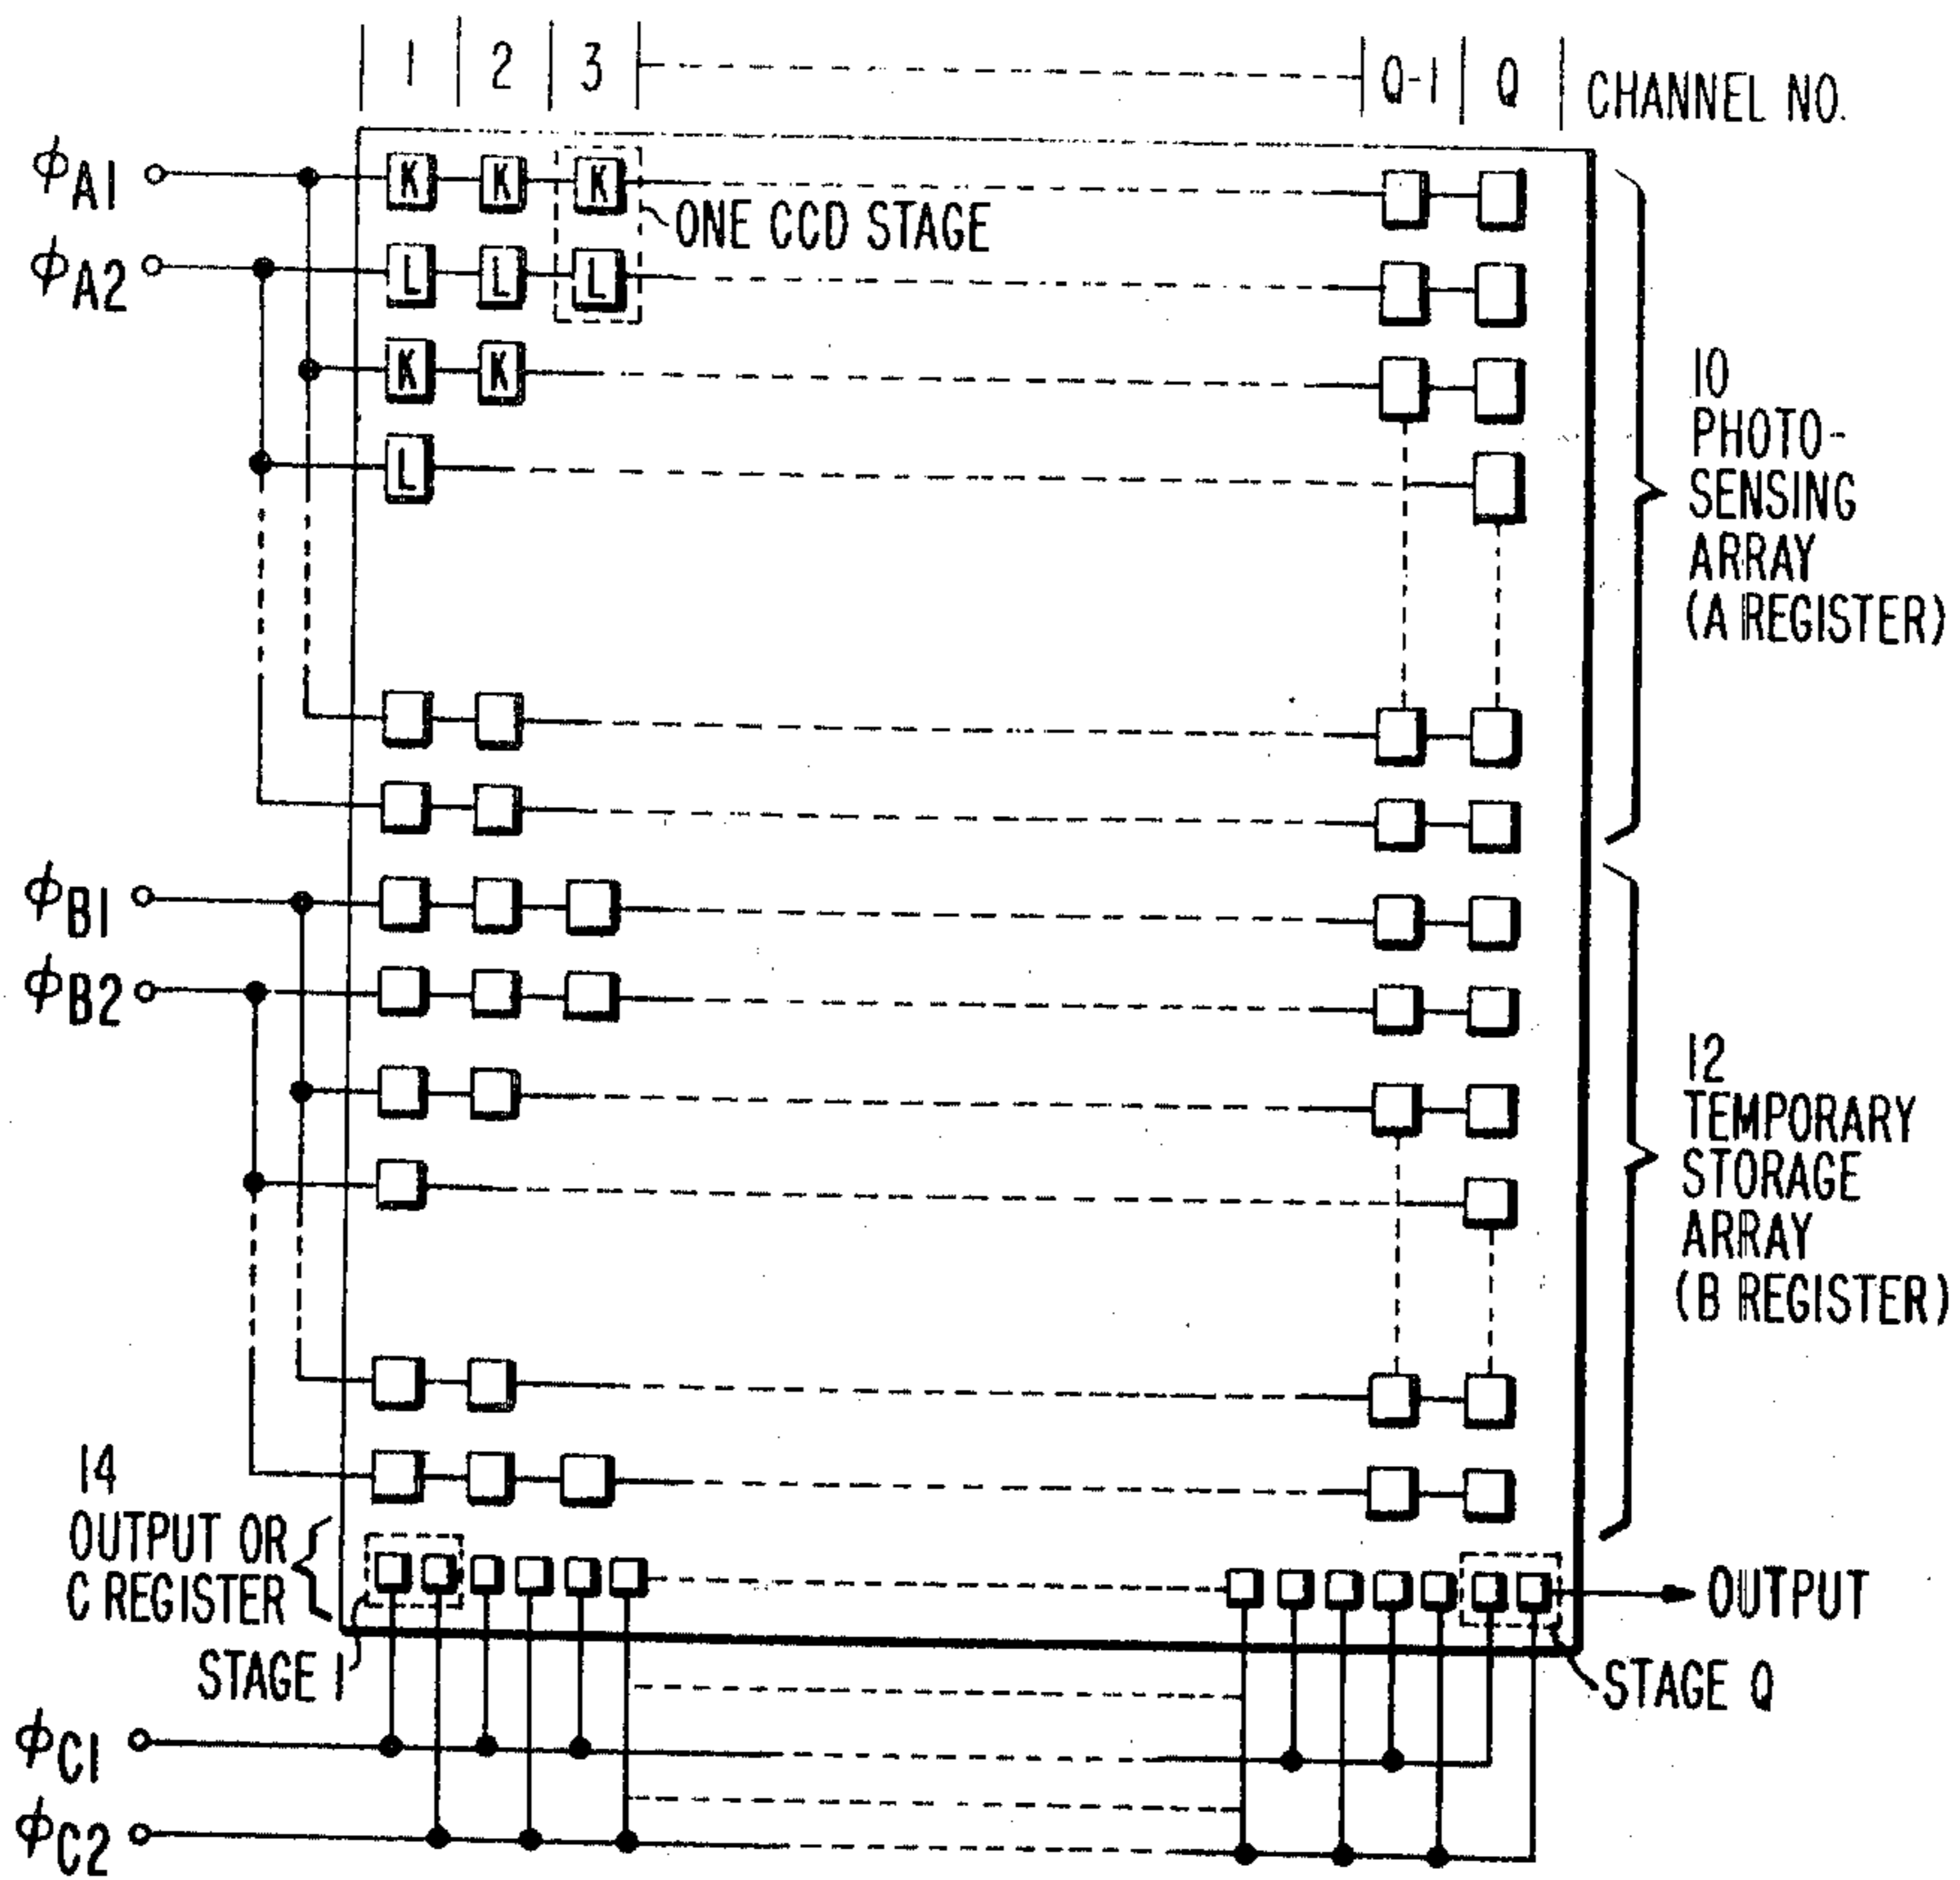 1 2 3 Q-1 Q CHANNEL NO.
ϕA1 K K K
ONE CCD STAGE
ϕA2 L L L
K K
L
10
PHOTO-
SENSING
ARRAY
(A REGISTER)
ϕB1
ϕB2
12
TEMPORARY
STORAGE
ARRAY
(B REGISTER)
14
OUTPUT OR
C REGISTER
OUTPUT
STAGE 1
STAGE Q
ϕC1
ϕC2